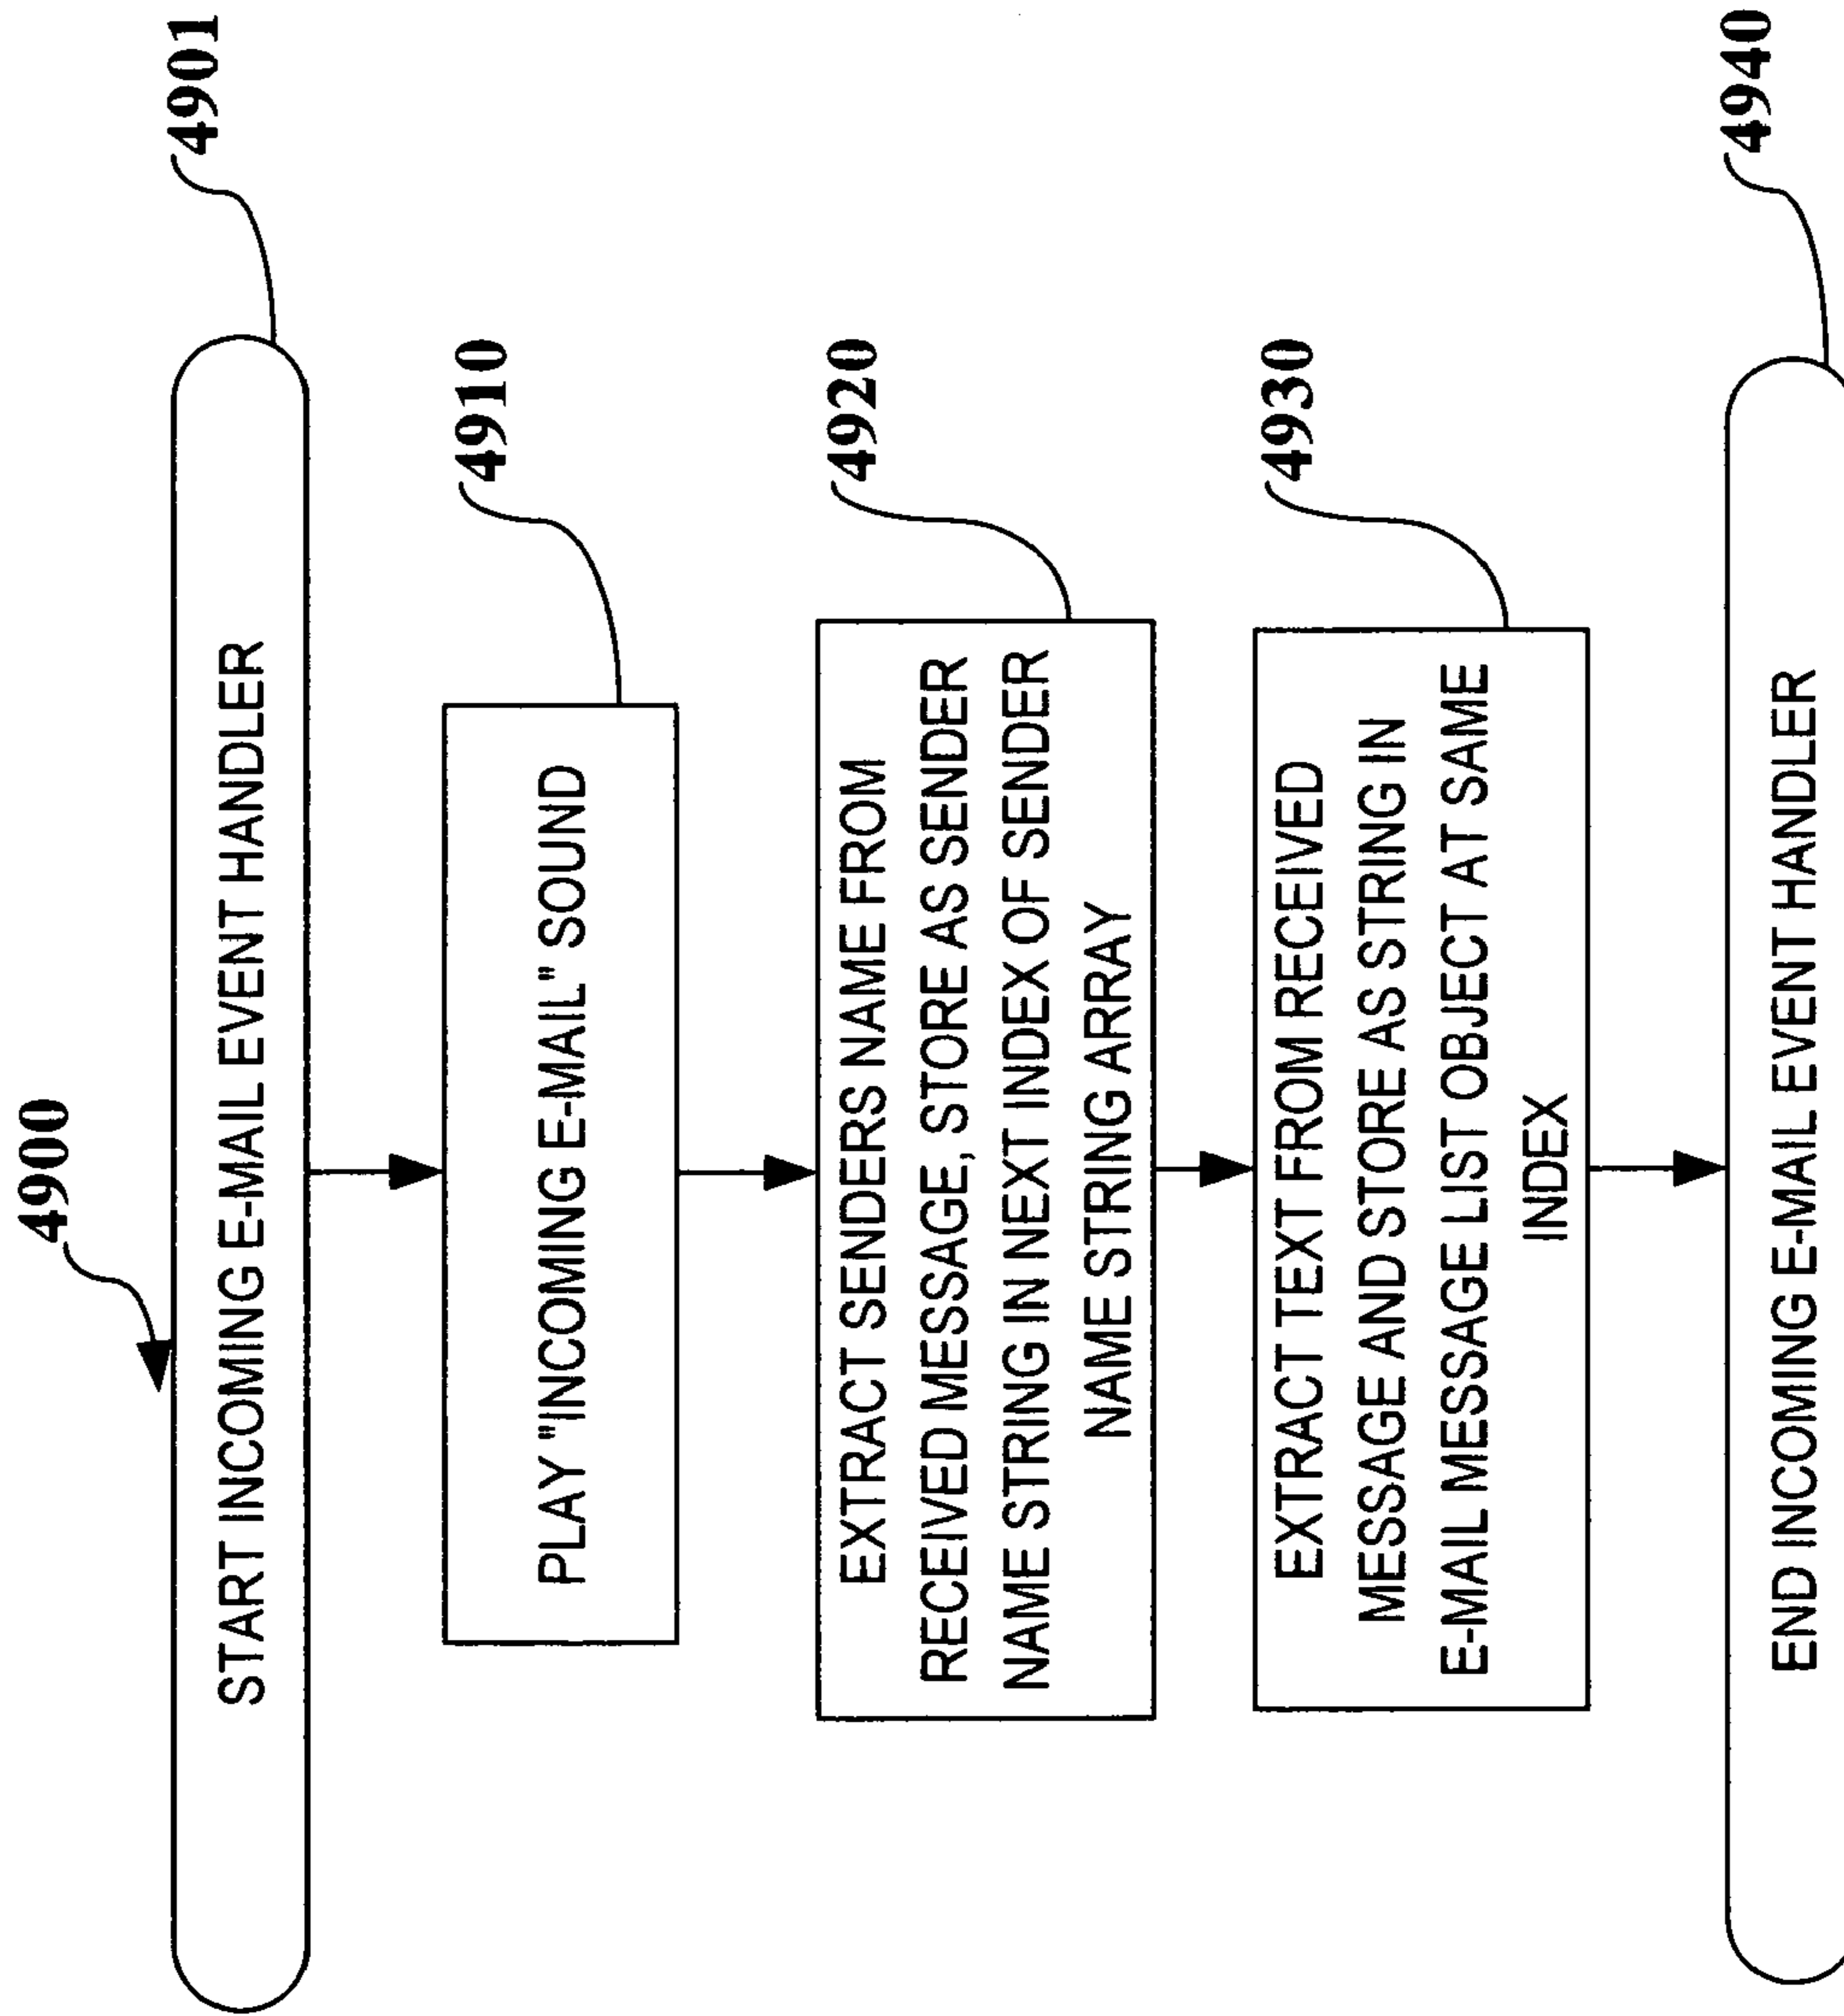 4900
4901
START INCOMING E-MAIL EVENT HANDLER
4910
PLAY "INCOMING E-MAIL" SOUND
4920
EXTRACT SENDERS NAME FROM
RECEIVED MESSAGE, STORE AS SENDER
NAME STRING IN NEXT INDEX OF SENDER
NAME STRING ARRAY
4930
EXTRACT TEXT FROM RECEIVED
MESSAGE AND STORE AS STRING IN
E-MAIL MESSAGE LIST OBJECT AT SAME
INDEX
4940
END INCOMING E-MAIL EVENT HANDLER